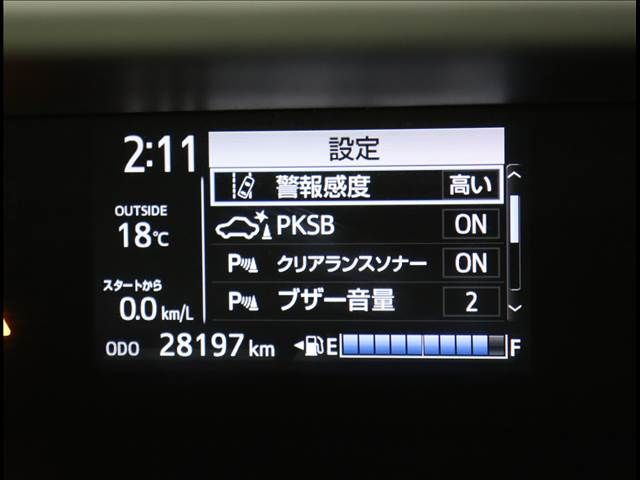 2:11
設定
警報感度 高い
OUTSIDE
18℃
PKSB ON
P クリアランスソナー ON
スタートから
0.0 km/L
P ブザー音量 2
ODO 28197 km E F